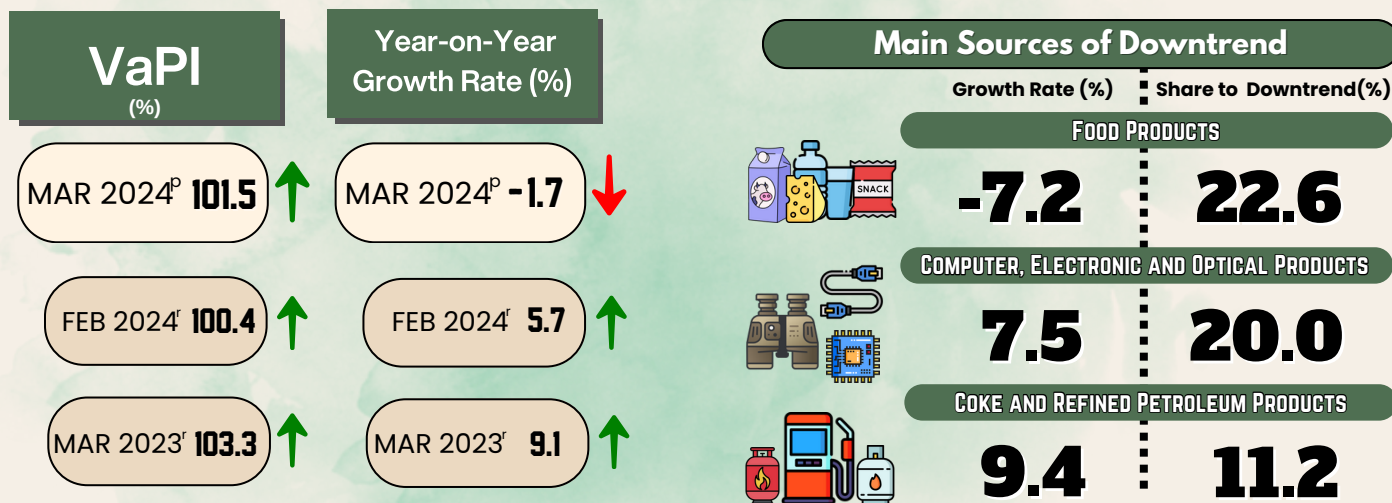 VaPI
(%)
MAR 2024ᵖ 101.5
FEB 2024ʳ 100.4
MAR 2023ʳ 103.3
Year-on-Year
Growth Rate (%)
MAR 2024ᵖ -1.7
FEB 2024ʳ 5.7
MAR 2023ʳ 9.1
Main Sources of Downtrend
Growth Rate (%) Share to Downtrend(%)
FOOD PRODUCTS
SNACK
-7.2 22.6
COMPUTER, ELECTRONIC AND OPTICAL PRODUCTS
7.5 20.0
COKE AND REFINED PETROLEUM PRODUCTS
9.4 11.2